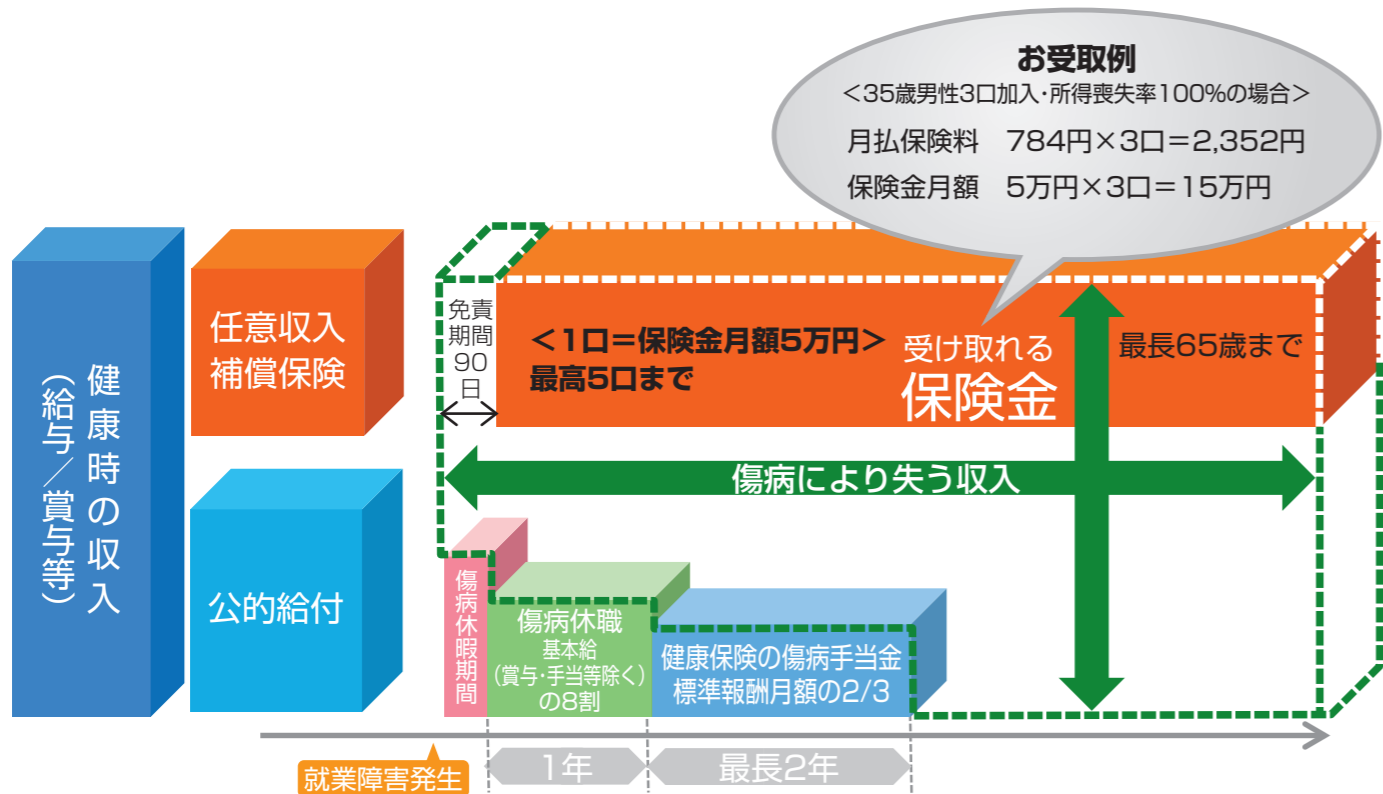 お受取例
＜35歳男性3口加入・所得喪失率100%の場合＞
月払保険料　784円×3口＝2,352円
保険金月額　5万円×3口＝15万円
健康時の収入
（給与／賞与等）
任意収入
補償保険
公的給付
免責
期間
90
日
＜1口＝保険金月額5万円＞
最高5口まで
受け取れる
保険金
最長65歳まで
傷病により失う収入
傷病休暇期間
傷病休職
基本給
（賞与・手当等除く）
の8割
健康保険の傷病手当金
標準報酬月額の2/3
就業障害発生
1年
最長2年